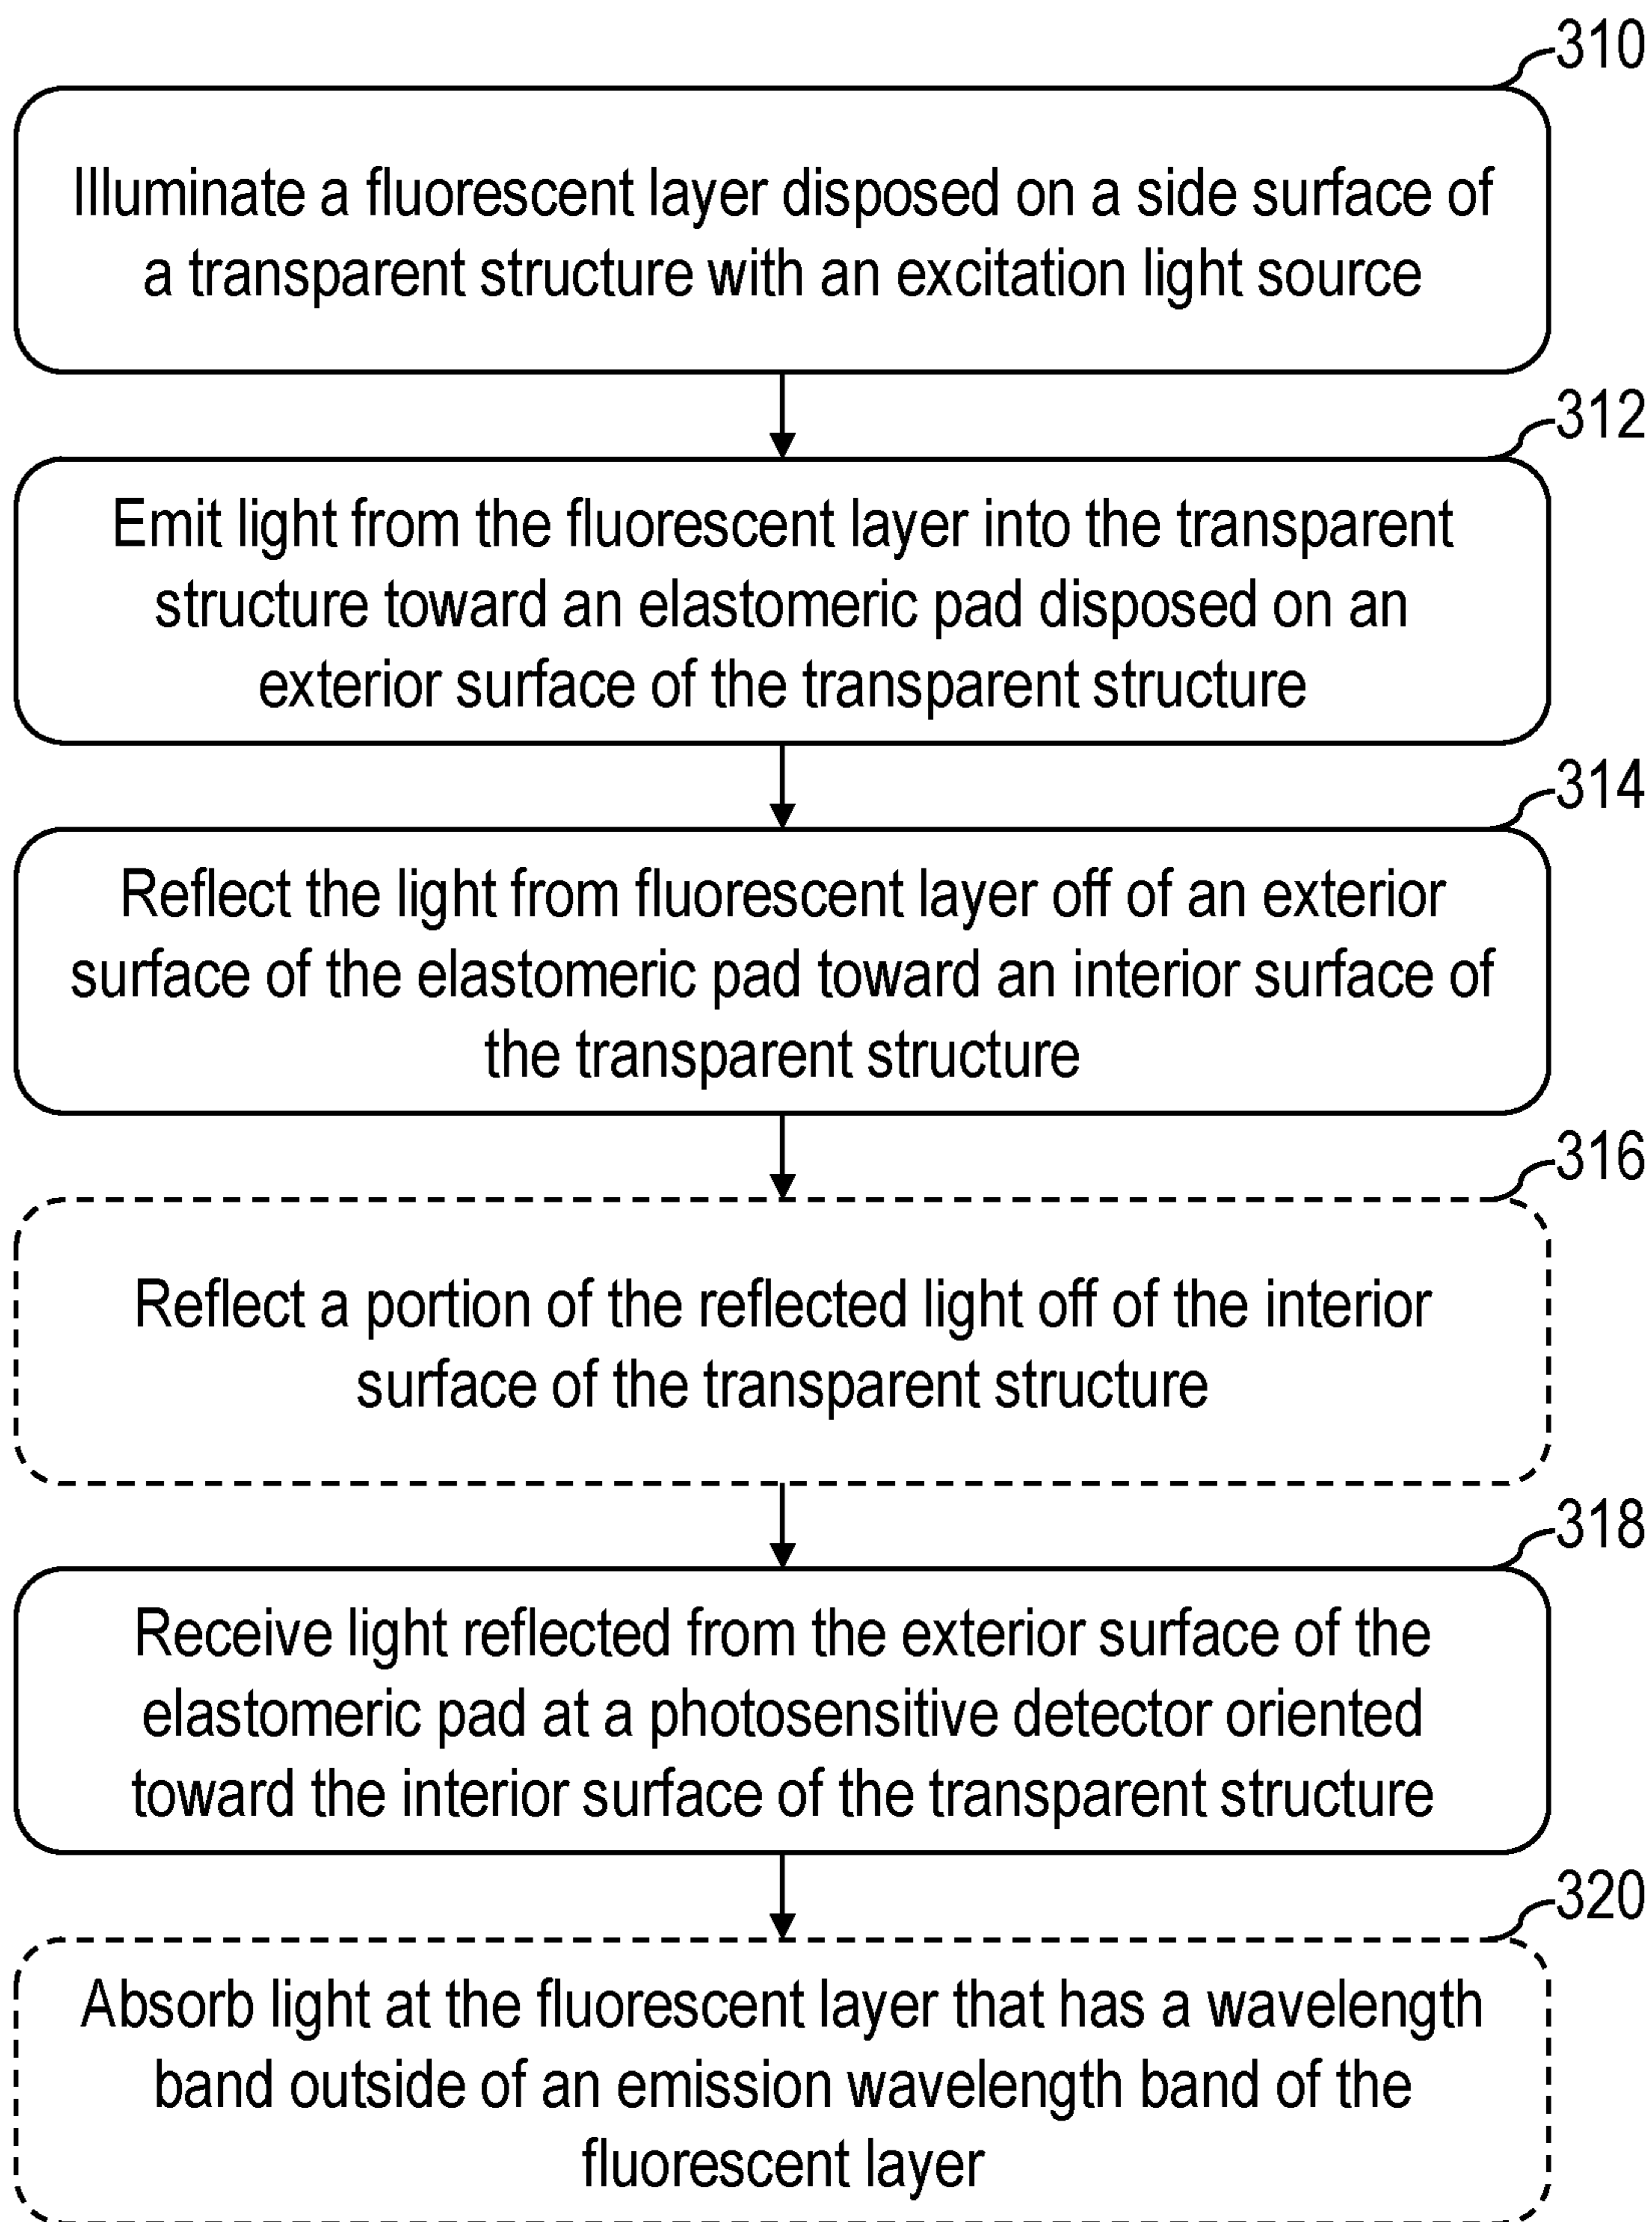 310
Illuminate a fluorescent layer disposed on a side surface of
a transparent structure with an excitation light source
312
Emit light from the fluorescent layer into the transparent
structure toward an elastomeric pad disposed on an
exterior surface of the transparent structure
314
Reflect the light from fluorescent layer off of an exterior
surface of the elastomeric pad toward an interior surface of
the transparent structure
316
Reflect a portion of the reflected light off of the interior
surface of the transparent structure
318
Receive light reflected from the exterior surface of the
elastomeric pad at a photosensitive detector oriented
toward the interior surface of the transparent structure
320
Absorb light at the fluorescent layer that has a wavelength
band outside of an emission wavelength band of the
fluorescent layer